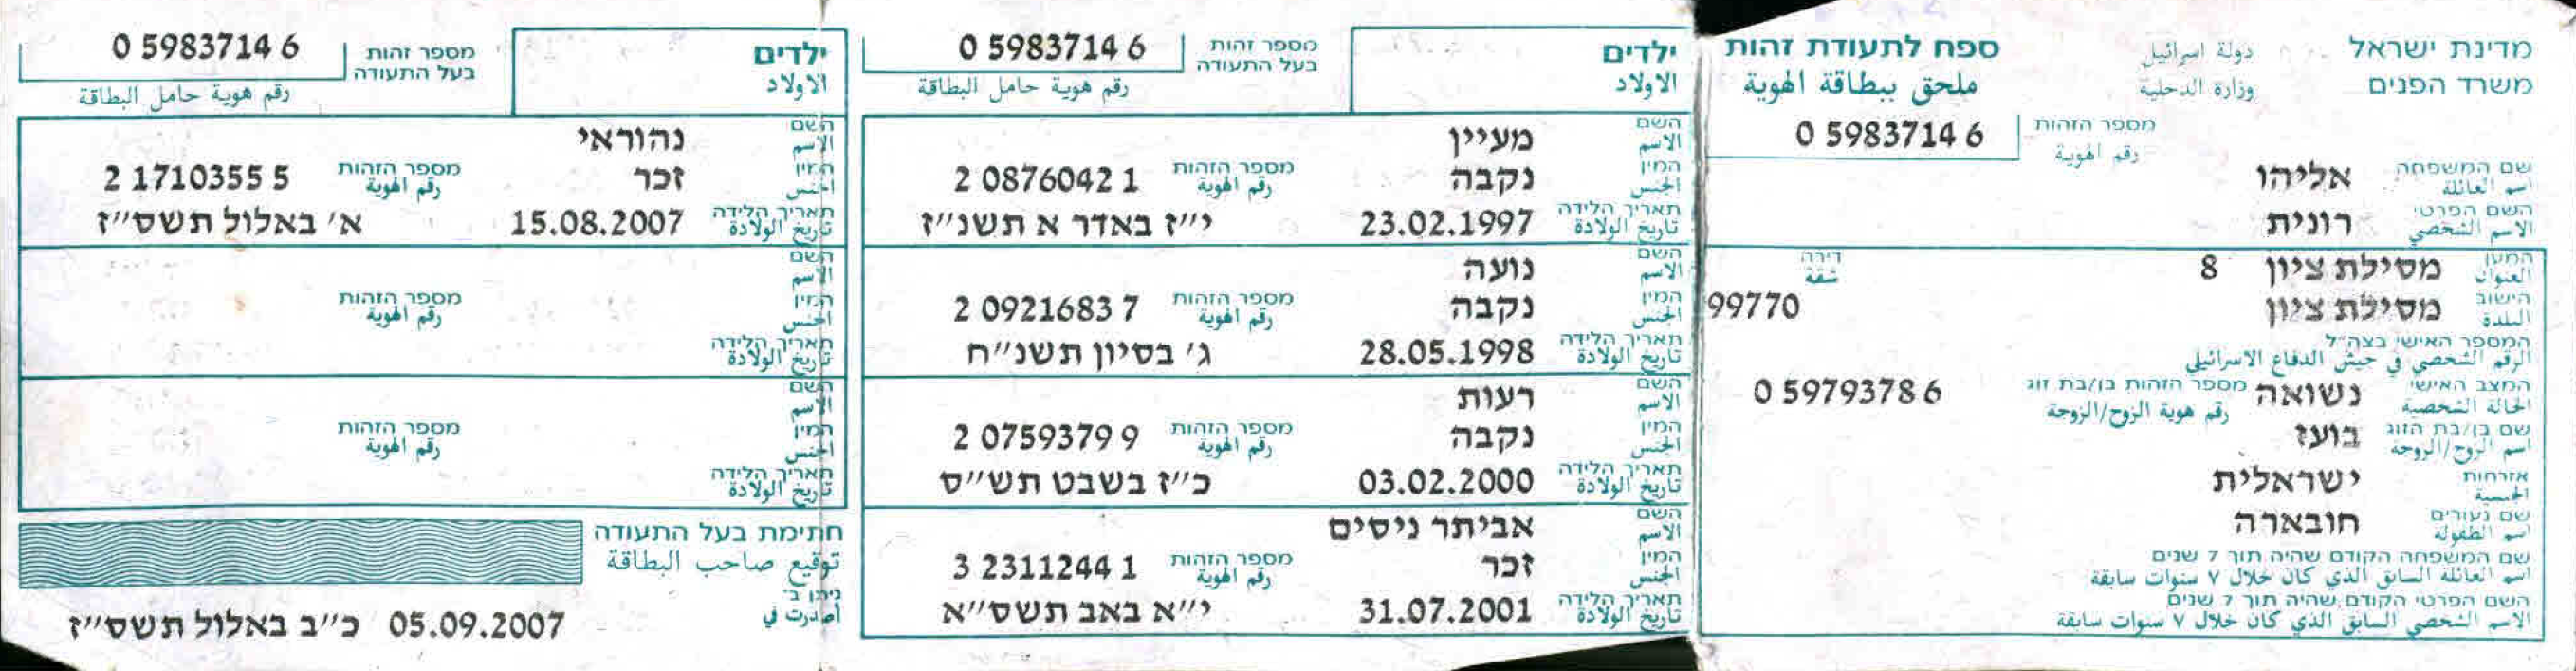 מדינת ישראל دولة اسرائيل ספח לתעודת זהות
משרד הפנים وزارة الدخلية ملحق ببطاقة الهوية
מספר הזהות 0 5983714 6
رقم الهوية
שם המשפחה אליהו
اسم العائلة
השם הפרטי רונית
الاسم الشخصي
המען מסילת ציון 8 דירה
العنوان شقة
הישוב מסילת ציון 99770
البلدة
המספר האישי בצה"ל
الرقم الشخصي في جيش الدفاع الاسرائيلي
המצב האישי נשואה מספר הזהות בן/בת זוג 0 5979378 6
الحالة الشخصية رقم هوية الزوج/الزوجة
שם בן/בת הזוג בועז
اسم الزوج/الزوجة
אזרחות ישראלית
الجنسية
שם נעורים חובארה
اسم الطفولة
שם המשפחה הקודם שהיה תוך 7 שנים
اسم العائلة السابق الذي كان خلال ٧ سنوات سابقة
השם הפרטי הקודם שהיה תוך 7 שנים
الاسم الشخصي السابق الذي كان خلال ٧ سنوات سابقة
ילדים מספר זהות 0 5983714 6
الاولاد בעל התעודה
رقم هوية حامل البطاقة
השם מעיין
الاسم
המין נקבה מספר הזהות 2 0876042 1
الجنس رقم الهوية
תאריך הלידה 23.02.1997 י"ז באדר א תשנ"ז
تاريخ الولادة
השם נועה
الاسم
המין נקבה מספר הזהות 2 0921683 7
الجنس رقم الهوية
תאריך הלידה 28.05.1998 ג' בסיון תשנ"ח
تاريخ الولادة
השם רעות
الاسم
המין נקבה מספר הזהות 2 0759379 9
الجنس رقم الهوية
תאריך הלידה 03.02.2000 כ"ז בשבט תש"ס
تاريخ الولادة
השם אביתר ניסים
الاسم
המין זכר מספר הזהות 3 2311244 1
الجنس رقم الهوية
תאריך הלידה 31.07.2001 י"א באב תשס"א
تاريخ الولادة
ילדים מספר זהות 0 5983714 6
الاولاد בעל התעודה
رقم هوية حامل البطاقة
השם נהוראי
الاسم
המין זכר מספר הזהות 2 1710355 5
الجنس رقم الهوية
תאריך הלידה 15.08.2007 א' באלול תשס"ז
تاريخ الولادة
השם
الاسم
המין מספר הזהות
الجنس رقم الهوية
תאריך הלידה
تاريخ الولادة
השם
الاسم
המין מספר הזהות
الجنس رقم الهوية
תאריך הלידה
تاريخ الولادة
חתימת בעל התעודה
توقيع صاحب البطاقة
ניתן ב 05.09.2007 כ"ב באלול תשס"ז
اصدرت في